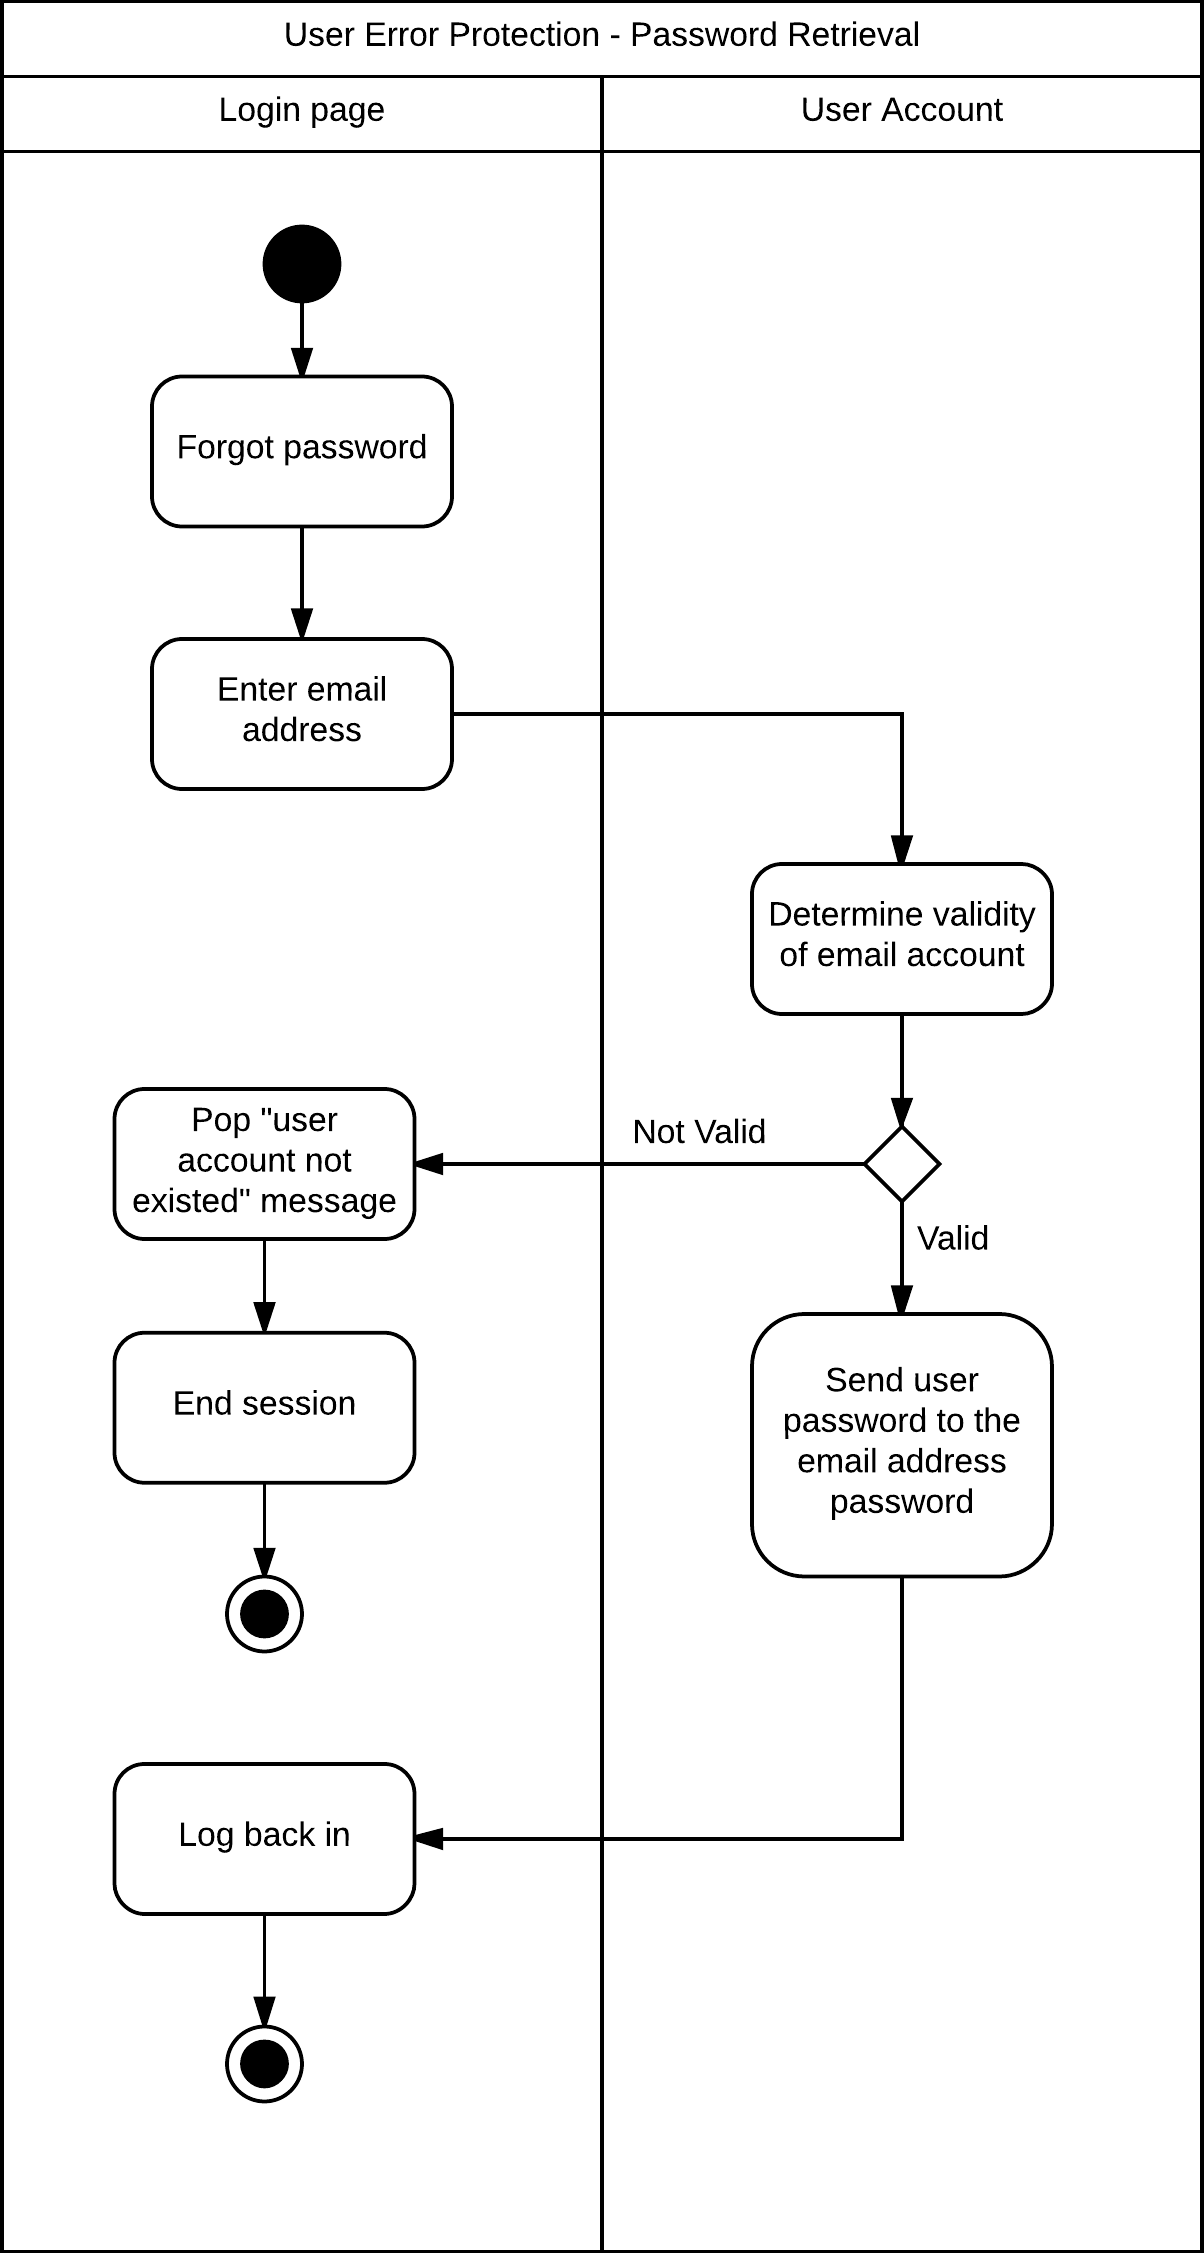 User Error Protection - Password Retrieval
Login page
User Account
Forgot password
Enter email
address
Determine validity
of email account
Not Valid
Pop "user
account not
existed" message
Valid
End session
Send user
password to the
email address
password
Log back in